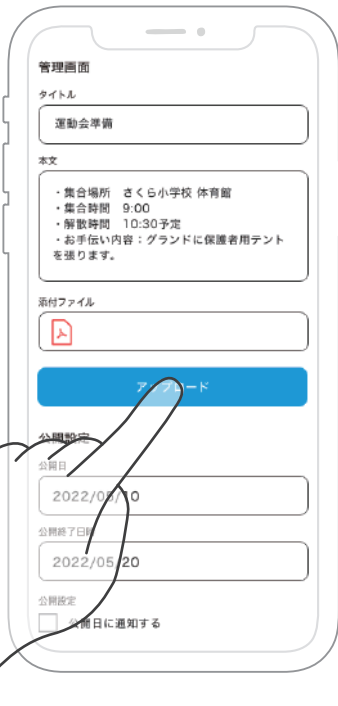 管理画面
タイトル
運動会準備
本文
・集合場所　さくら小学校 体育館
・集合時間　9:00
・解散時間　10:30予定
・お手伝い内容：グランドに保護者用テント
を張ります。
添付ファイル
アップロード
公開設定
公開日
2022/05/10
公開終了日時
2022/05/20
公開設定
公開日に通知する